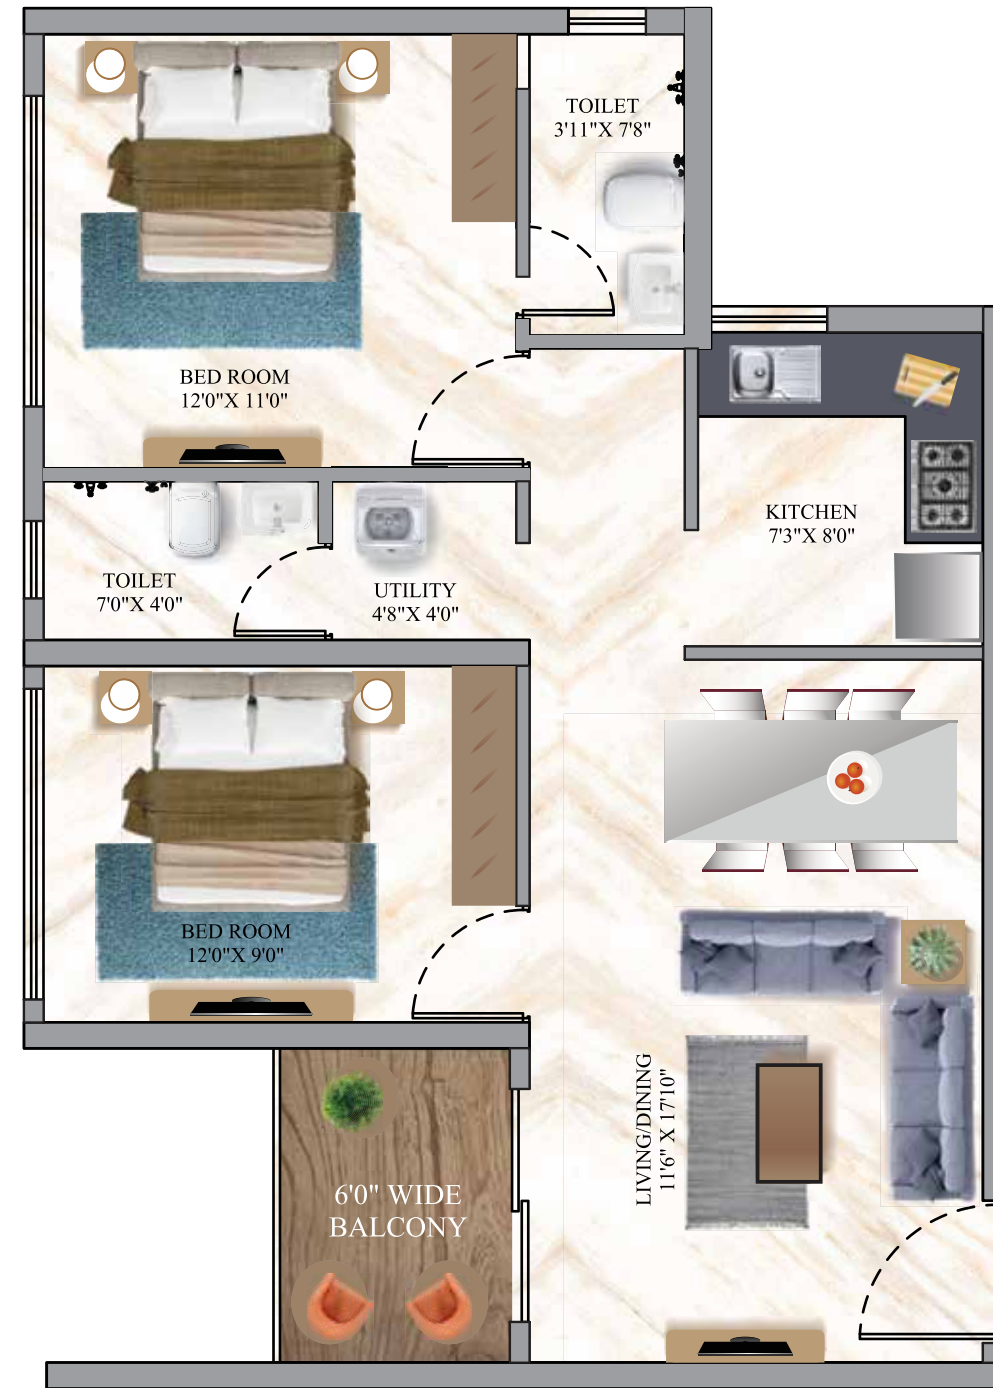 TOILET
3'11"X 7'8"
BED ROOM
12'0"X 11'0"
KITCHEN
7'3"X 8'0"
TOILET
7'0"X 4'0"
UTILITY
4'8"X 4'0"
BED ROOM
12'0"X 9'0"
LIVING/DINING
11'6" X 17'10"
6'0" WIDE
BALCONY